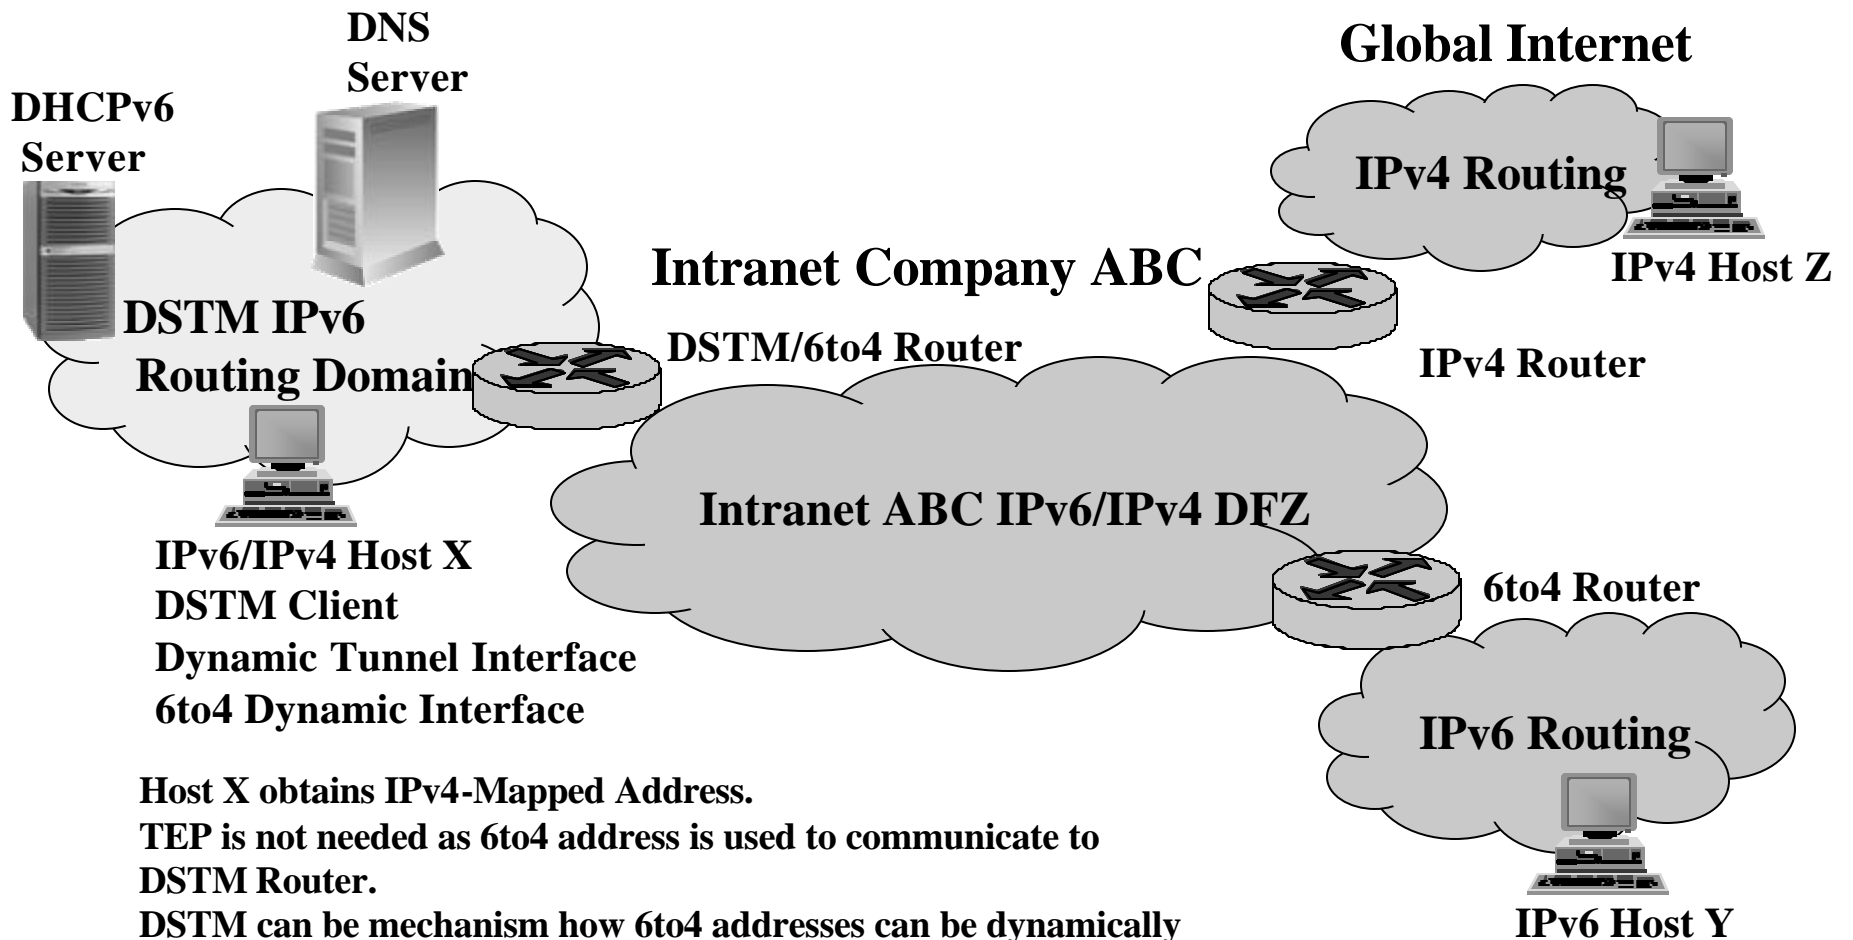 DNS
Server
Global Internet
DHCPv6
Server
IPv4 Routing
Intranet Company ABC
IPv4 Host Z
DSTM IPv6
Routing Domain
DSTM/6to4 Router
IPv4 Router
Intranet ABC IPv6/IPv4 DFZ
IPv6/IPv4 Host X
DSTM Client
Dynamic Tunnel Interface
6to4 Dynamic Interface
6to4 Router
IPv6 Routing
Host X obtains IPv4-Mapped Address.
TEP is not needed as 6to4 address is used to communicate to
DSTM Router.
DSTM can be mechanism how 6to4 addresses can be dynamically
IPv6 Host Y